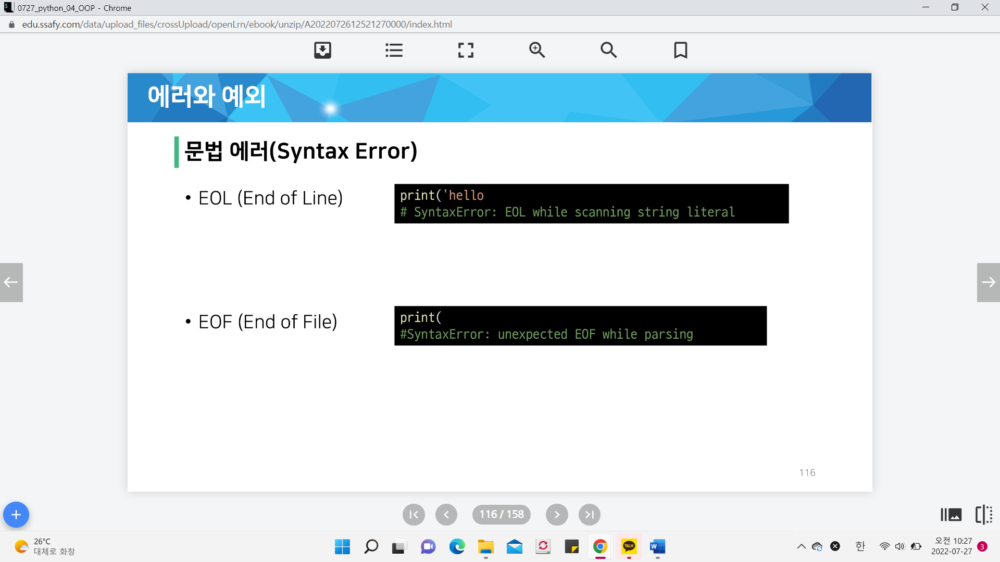 0727_python_04_OOP - Chrome
edu.ssafy.com/data/upload_files/crossUpload/openLrn/ebook/unzip/A2022072612521270000/index.html
에러와 예외
문법 에러(Syntax Error)
• EOL (End of Line)
print('hello
# SyntaxError: EOL while scanning string literal
• EOF (End of File)
print(
#SyntaxError: unexpected EOF while parsing
116
116 / 158
26°C
대체로 화창
TALK
W
한
오전 10:27
2022-07-27
3